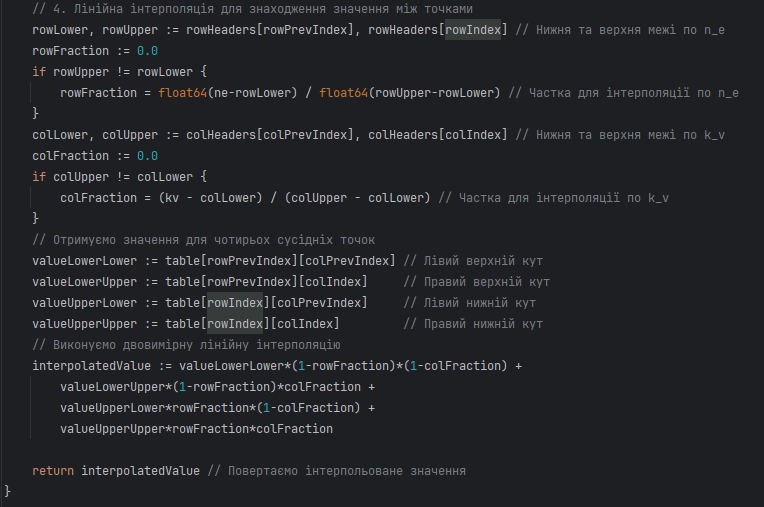 // 4. Лінійна інтерполяція для знаходження значення між точками
rowLower, rowUpper := rowHeaders[rowPrevIndex], rowHeaders[rowIndex] // Нижня та верхня межі по n_e
rowFraction := 0.0
if rowUpper != rowLower {
rowFraction = float64(ne-rowLower) / float64(rowUpper-rowLower) // Частка для інтерполяції по n_e
}
colLower, colUpper := colHeaders[colPrevIndex], colHeaders[colIndex] // Нижня та верхня межі по k_v
colFraction := 0.0
if colUpper != colLower {
colFraction = (kv - colLower) / (colUpper - colLower) // Частка для інтерполяції по k_v
}
// Отримуємо значення для чотирьох сусідніх точок
valueLowerLower := table[rowPrevIndex][colPrevIndex] // Лівий верхній кут
valueLowerUpper := table[rowPrevIndex][colIndex] // Правий верхній кут
valueUpperLower := table[rowIndex][colPrevIndex] // Лівий нижній кут
valueUpperUpper := table[rowIndex][colIndex] // Правий нижній кут
// Виконуємо двовимірну лінійну інтерполяцію
interpolatedValue := valueLowerLower*(1-rowFraction)*(1-colFraction) +
valueLowerUpper*(1-rowFraction)*colFraction +
valueUpperLower*rowFraction*(1-colFraction) +
valueUpperUpper*rowFraction*colFraction
return interpolatedValue // Повертаємо інтерпольоване значення
}